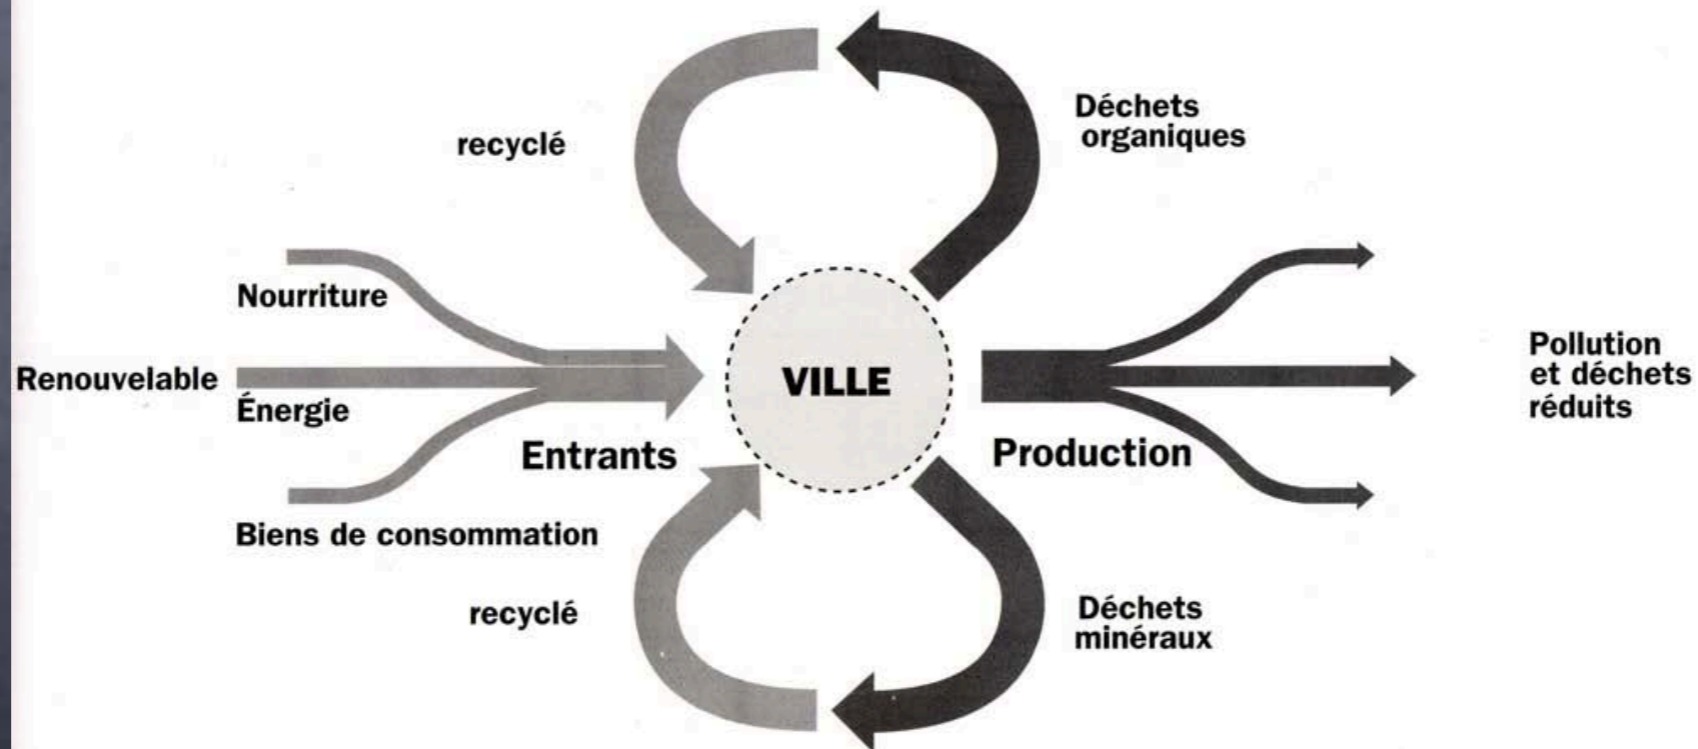 Déchets
organiques
recyclé
Nourriture
Renouvelable
Énergie
VILLE
Pollution
et déchets
réduits
Entrants
Production
Biens de consommation
recyclé
Déchets
minéraux